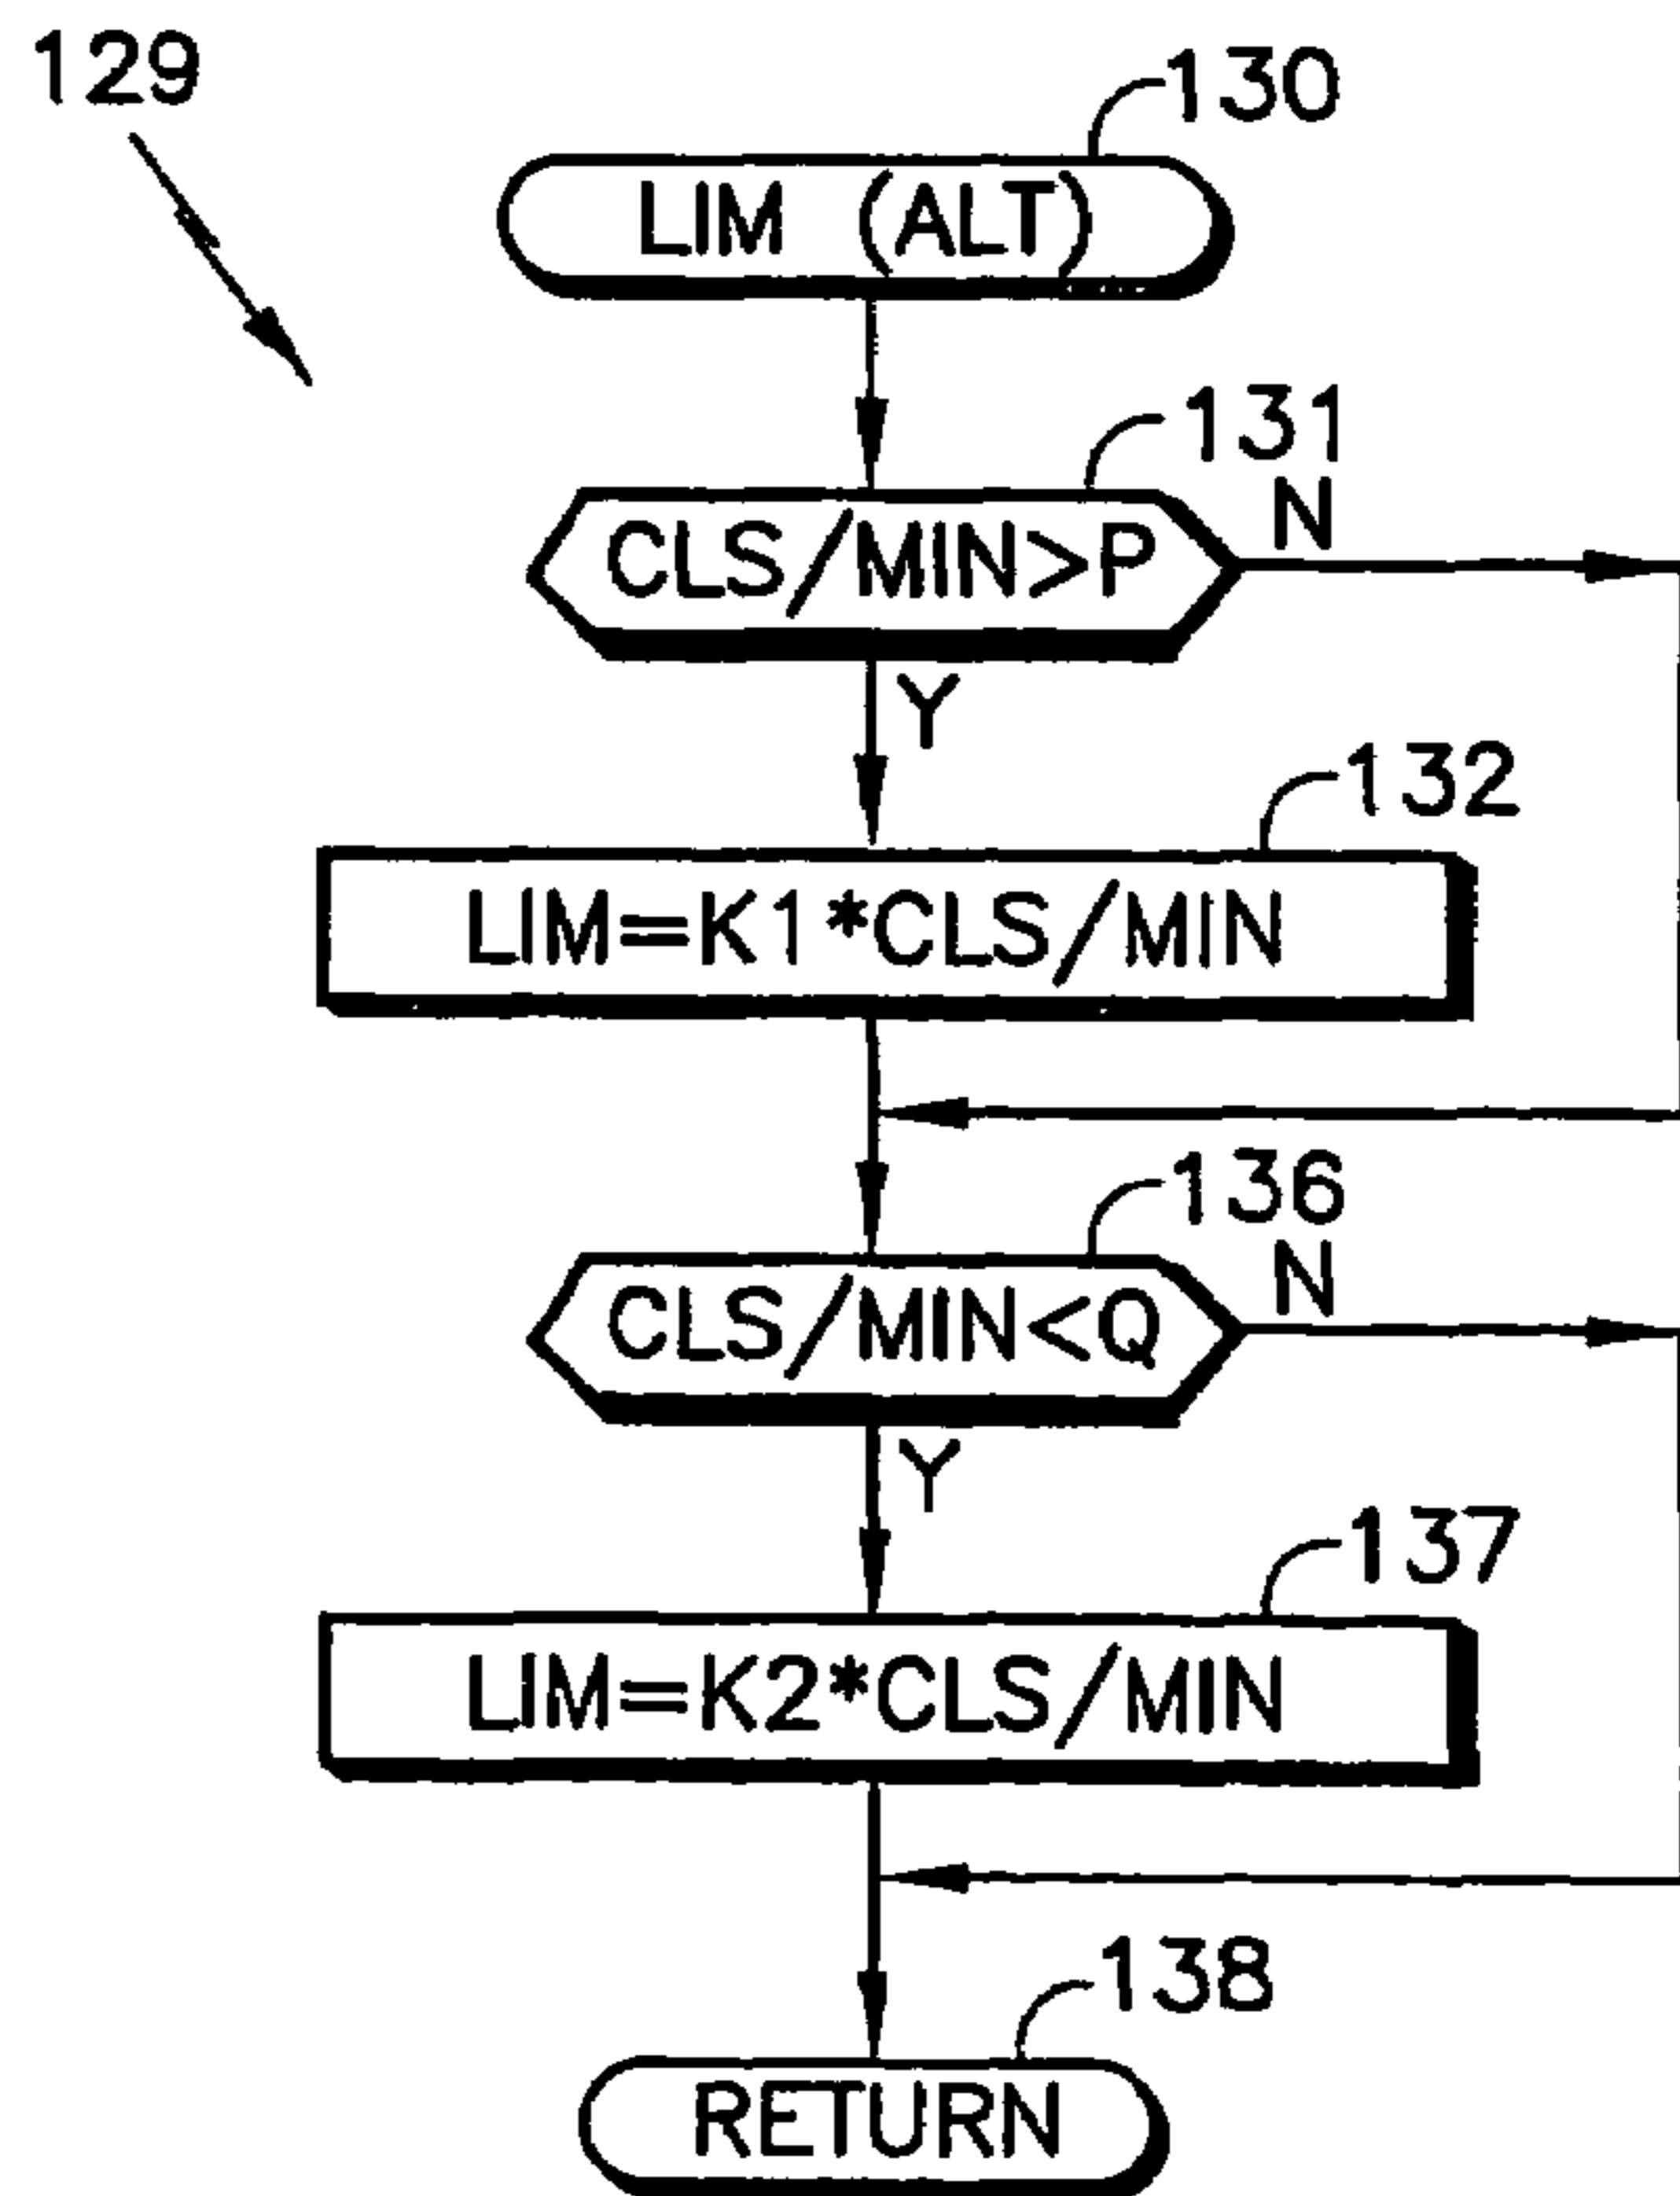 129
130
LIM (ALT)
131
N
CLS/MIN>P
Y
132
LIM=K1*CLS/MIN
136
N
CLS/MIN<Q
Y
137
LIM=K2*CLS/MIN
138
RETURN